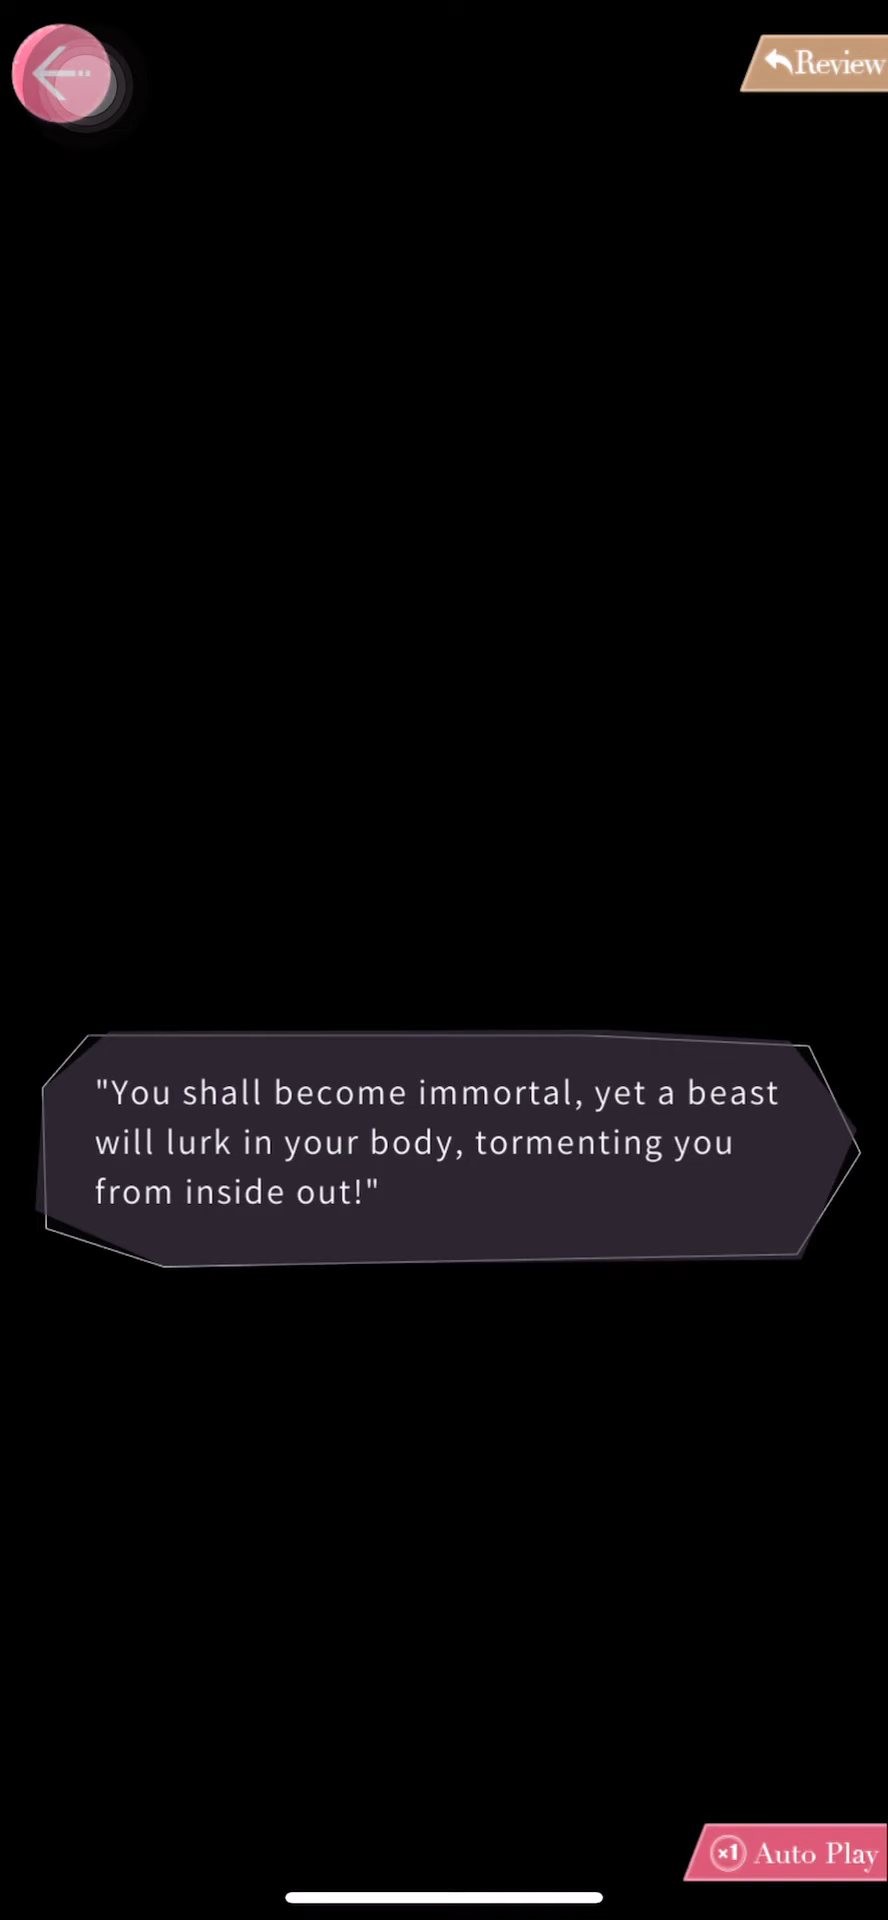 Review
"You shall become immortal, yet a beast
will lurk in your body, tormenting you
from inside out!"
×1 Auto Play